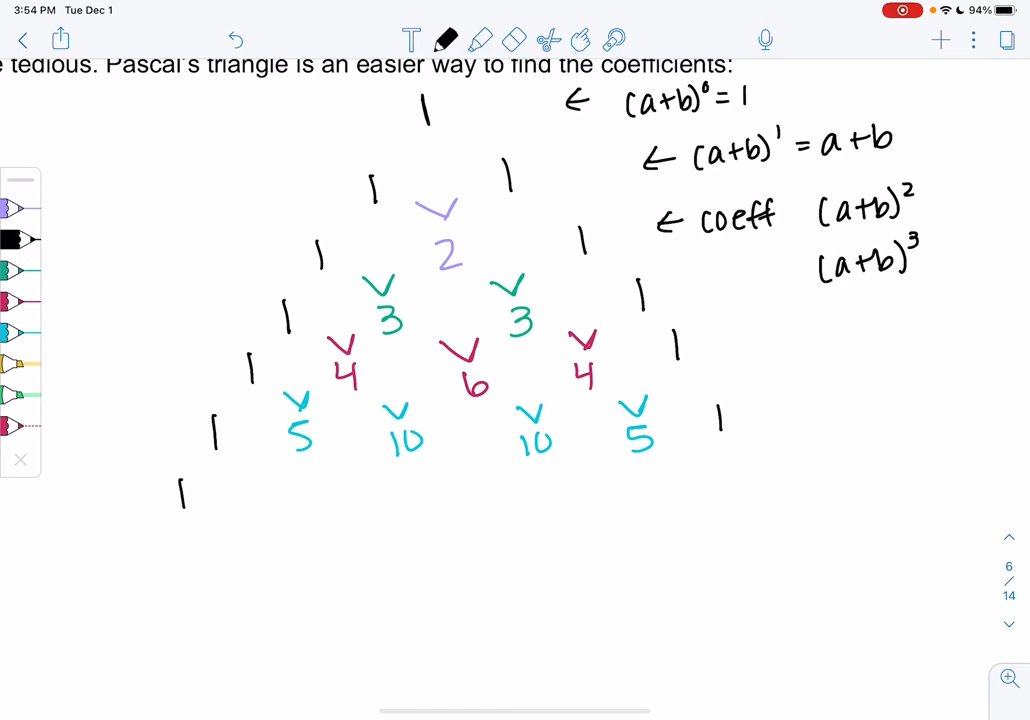 3:54 PM Tue Dec 1 94%
e tedious. Pascal's triangle is an easier way to find the coefficients:
1 ← (a+b)⁰ = 1
1 1 ← (a+b)¹ = a+b
1 2 1 ← coeff (a+b)²
(a+b)³
1 3 3 1
1 4 6 4 1
1 5 10 10 5 1
1
6
/
14